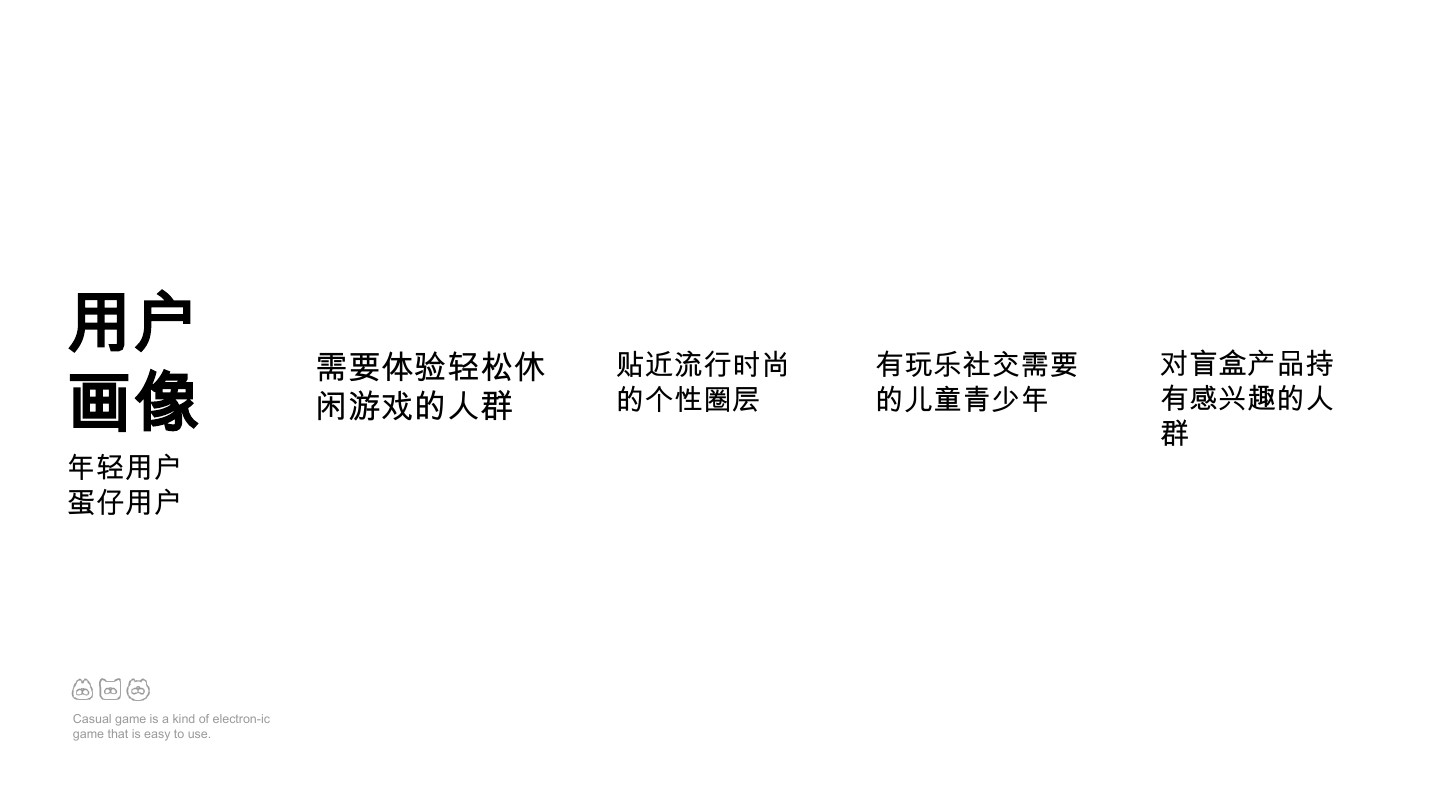 用户
画像
年轻用户
蛋仔用户
需要体验轻松休
闲游戏的人群
贴近流行时尚
的个性圈层
有玩乐社交需要
的儿童青少年
对盲盒产品持
有感兴趣的人
群
Casual game is a kind of electron-ic
game that is easy to use.